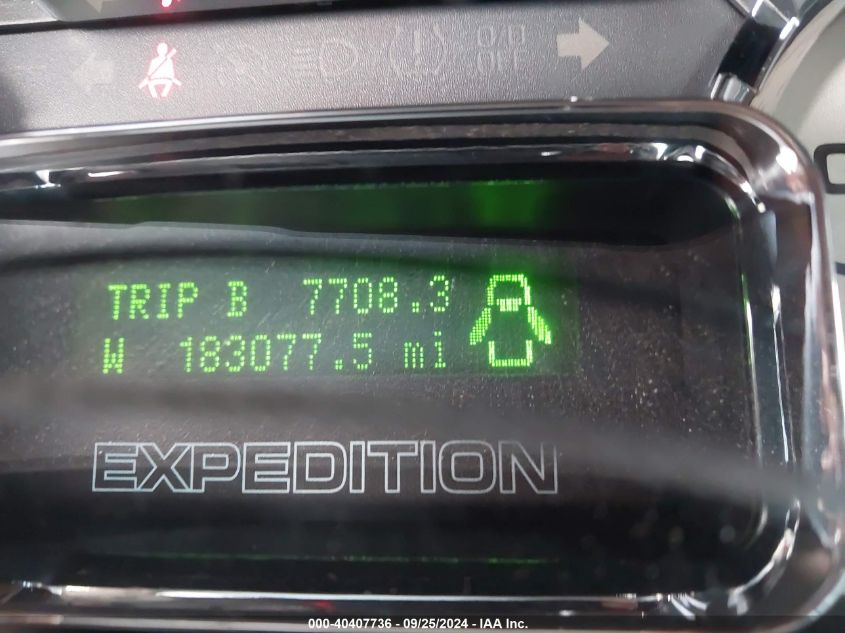 O/D
OFF
TRIP B 7708.3
W 183077.5 mi
EXPEDITION
000-40407736 - 09/25/2024 - IAA Inc.